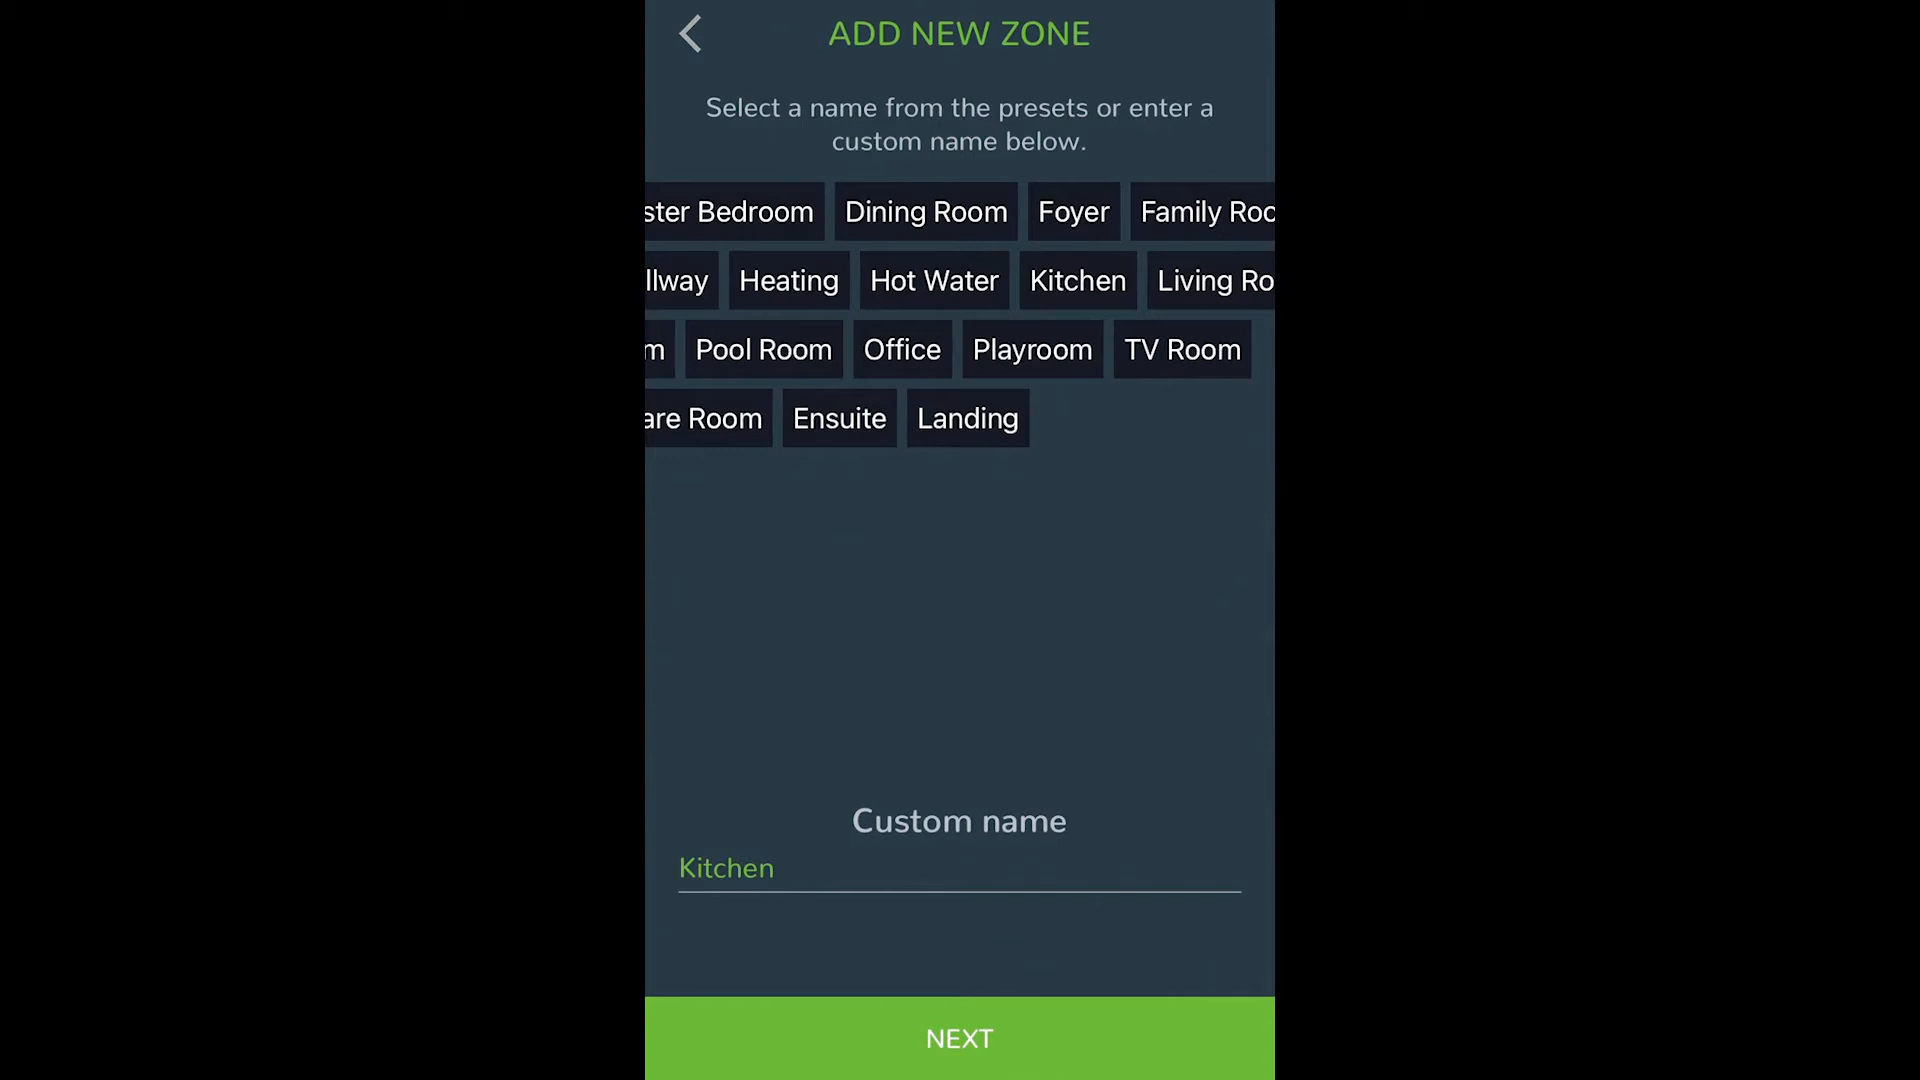 ADD NEW ZONE
Select a name from the presets or enter a
custom name below.
ster Bedroom Dining Room Foyer Family Roo
llway Heating Hot Water Kitchen Living Ro
m Pool Room Office Playroom TV Room
are Room Ensuite Landing
Custom name
Kitchen
NEXT